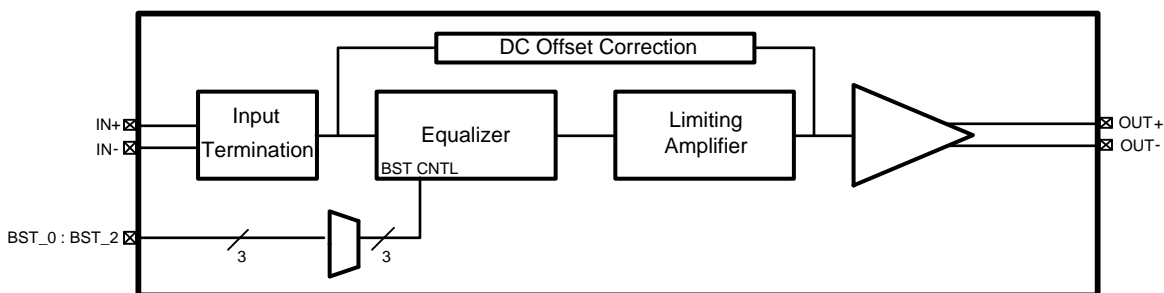 DC Offset Correction
IN+
IN-
Input
Termination
Equalizer
BST CNTL
Limiting
Amplifier
OUT+
OUT-
BST_0 : BST_2
3
3